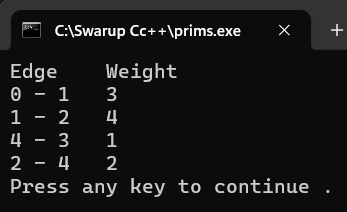 C:\Swarup Cc++\prims.exe
Edge    Weight
0 - 1   3
1 - 2   4
4 - 3   1
2 - 4   2
Press any key to continue .